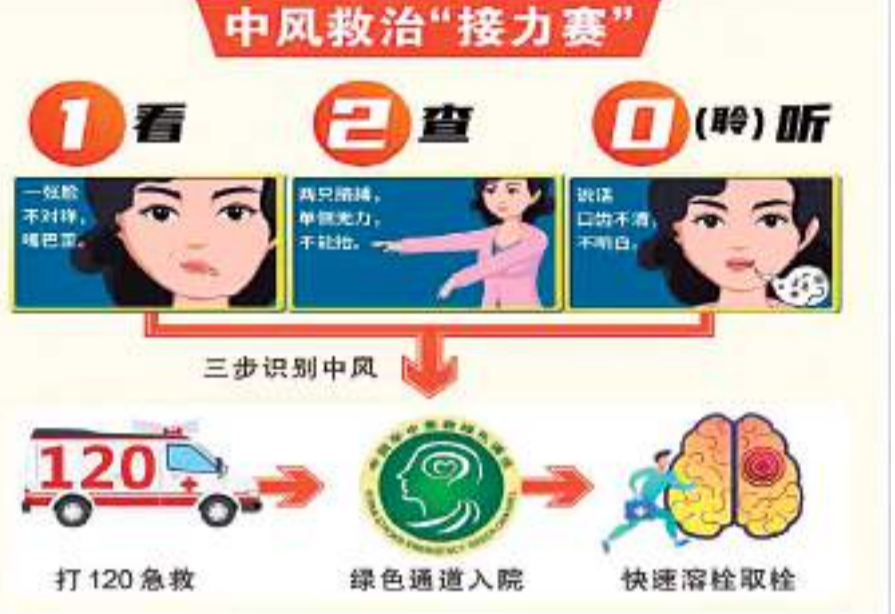 中风救治“接力赛”
1 看
2 查
0 (聆) 听
一张脸
不对称，
嘴巴歪。
两只胳膊，
单侧无力，
不能抬。
说话
口齿不清，
不明白。
三步识别中风
120
打 120 急救
绿色通道入院
快速溶栓取栓